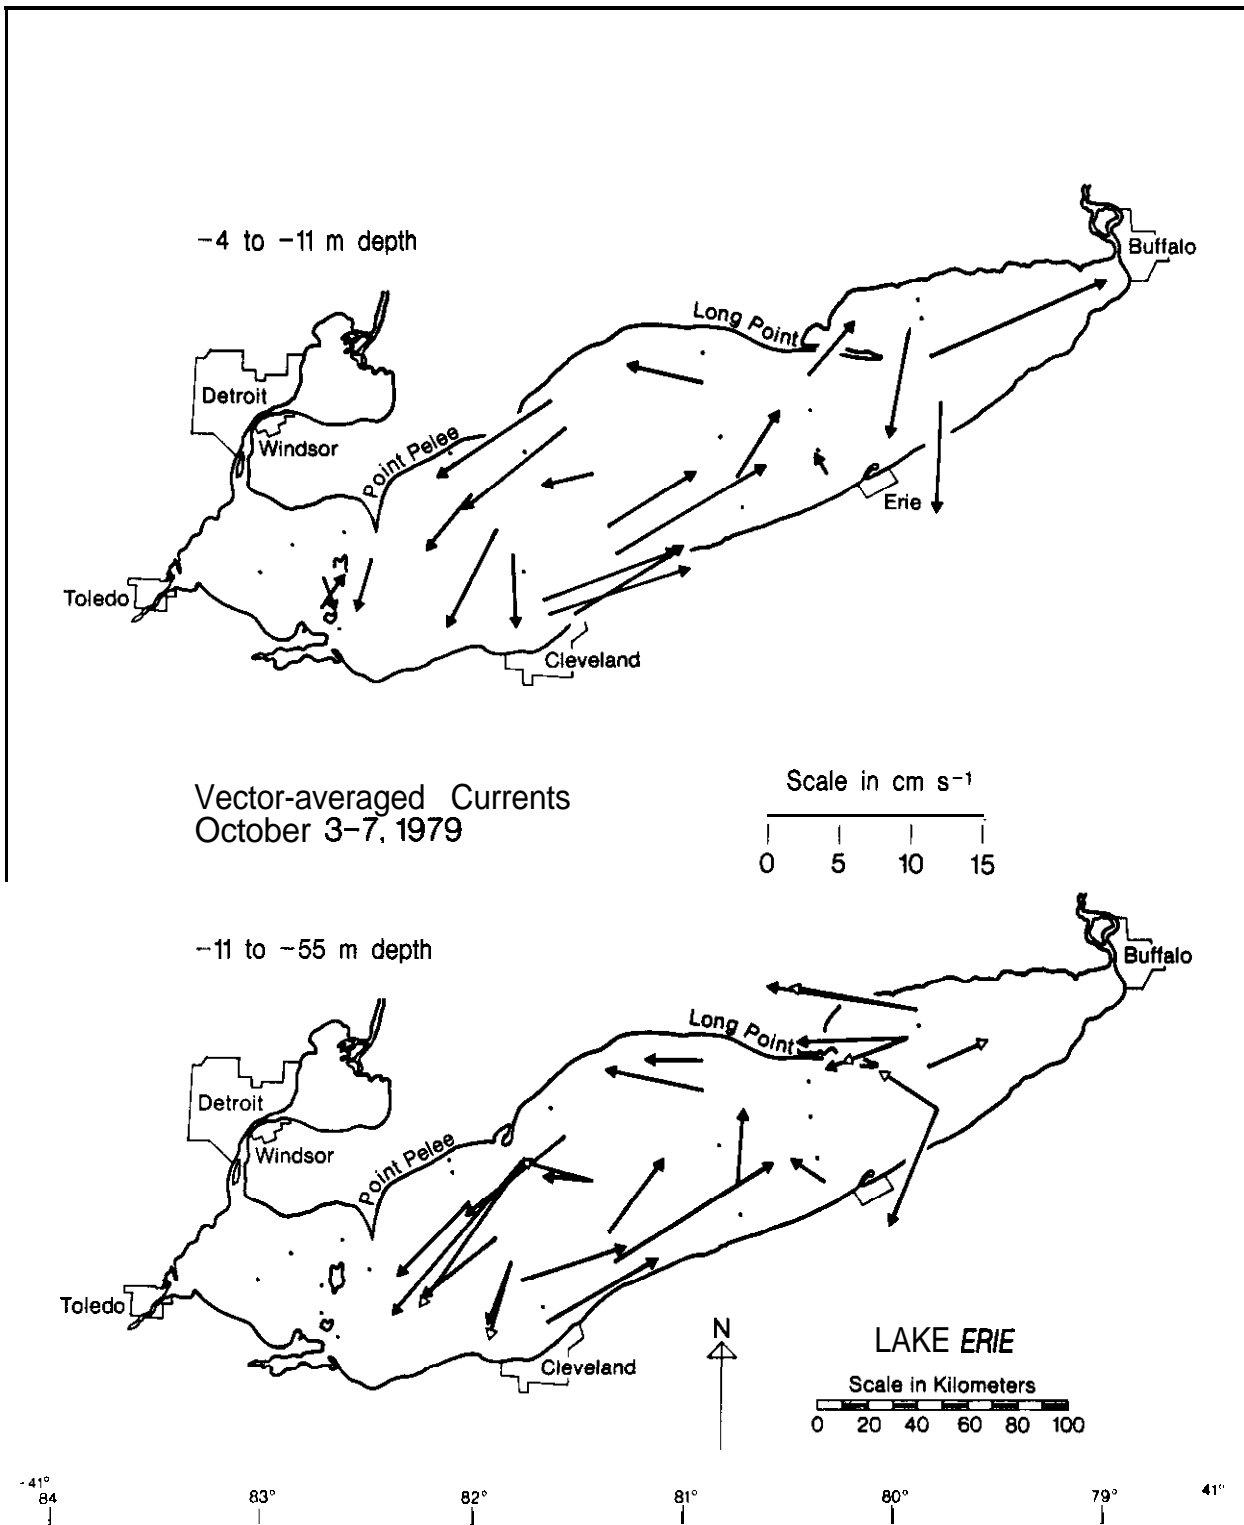 -4 to -11 m depth
Buffalo
Long Point
Detroit
Windsor
Point Pelee
Erie
Toledo
Cleveland
Vector-averaged Currents
October 3-7, 1979
Scale in cm s⁻¹
0 5 10 15
-11 to -55 m depth
Buffalo
Long Point
Detroit
Windsor
Point Pelee
Toledo
Cleveland
N
LAKE ERIE
Scale in Kilometers
0 20 40 60 80 100
-41° 41°
84 83° 82° 81° 80° 79°